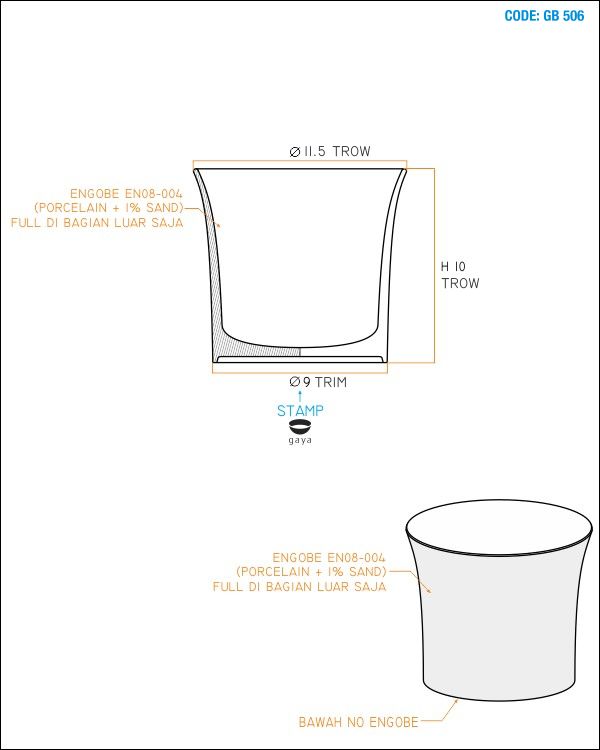 CODE: GB 506
Ø 11.5 TROW
ENGOBE EN08-004
(PORCELAIN + 1% SAND)
FULL DI BAGIAN LUAR SAJA
H 10
TROW
Ø 9 TRIM
STAMP
gaya
ENGOBE EN08-004
(PORCELAIN + 1% SAND)
FULL DI BAGIAN LUAR SAJA
BAWAH NO ENGOBE